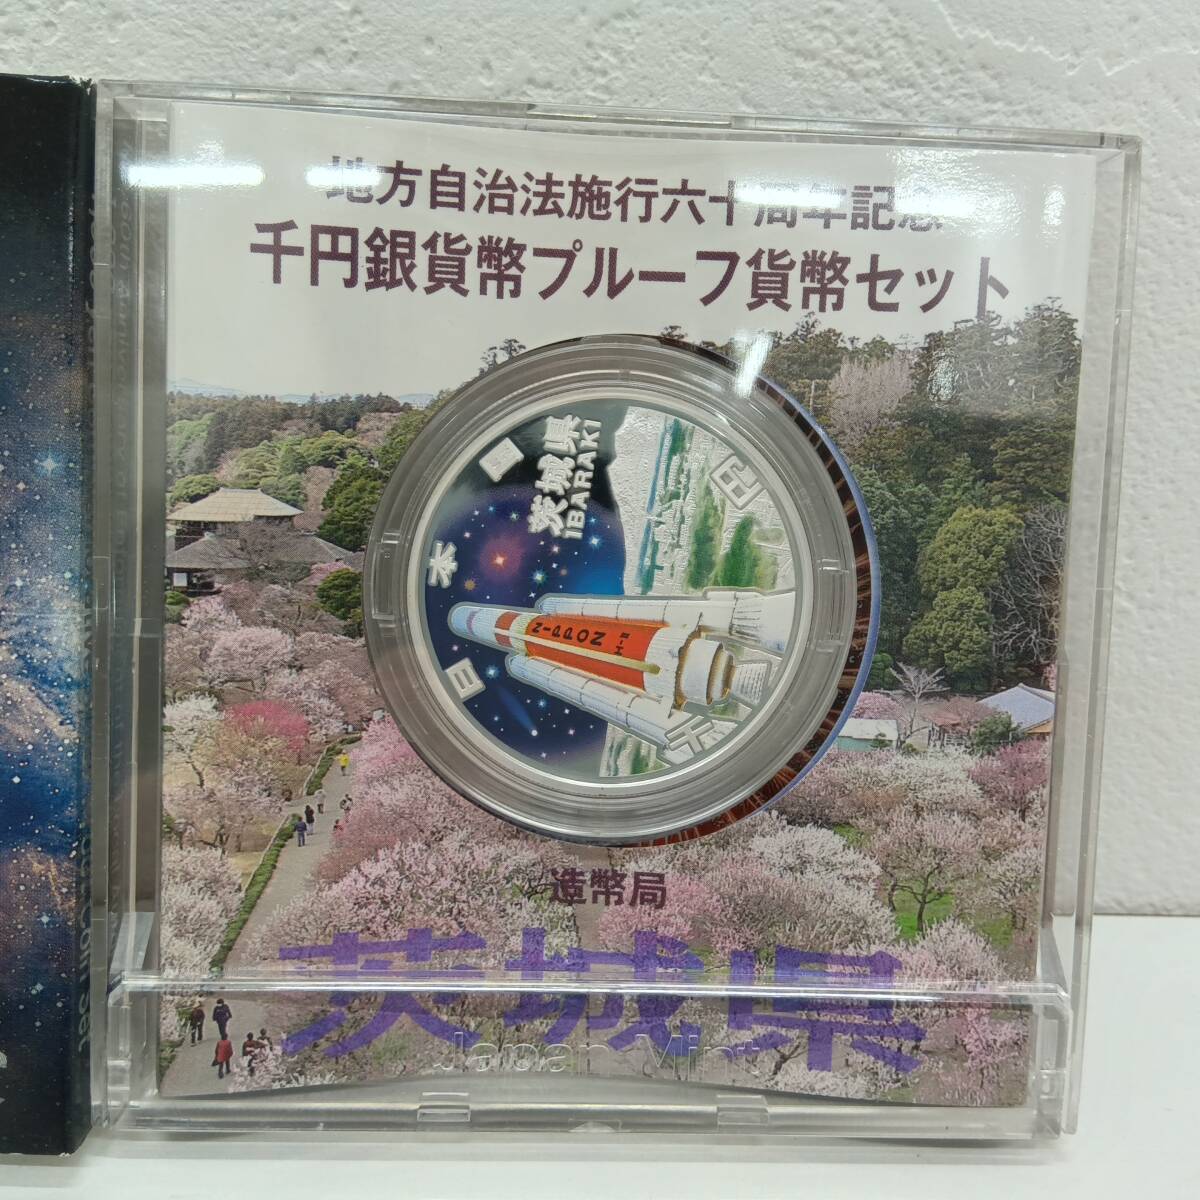 地方自治法施行六十周年記念
千円銀貨幣プルーフ貨幣セット
茨城県
IBARAKI
日本国
千円
NIPPON
H-II
造幣局
茨城県
Japan Mint